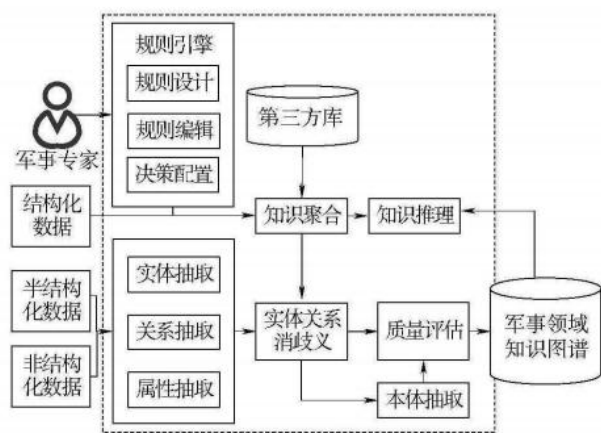 规则引擎
规则设计
规则编辑
决策配置
军事专家
第三方库
结构化
数据
知识聚合
知识推理
半结构
化数据
非结构
化数据
实体抽取
关系抽取
属性抽取
实体关系
消歧义
质量评估
本体抽取
军事领域
知识图谱